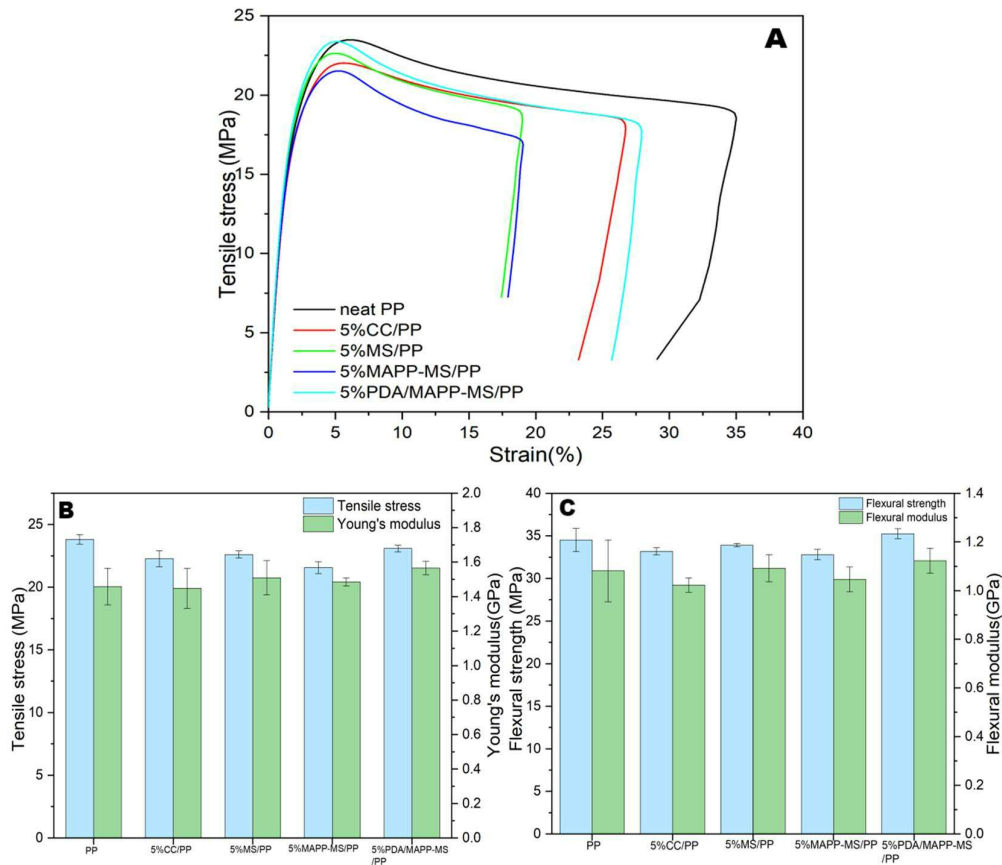 A
25
20
15
10
5
0
Tensile stress (MPa)
neat PP
5%CC/PP
5%MS/PP
5%MAPP-MS/PP
5%PDA/MAPP-MS/PP
0 5 10 15 20 25 30 35 40
Strain(%)
B
Tensile stress
Young's modulus
25
20
15
10
5
0
Tensile stress (MPa)
2.0
1.8
1.6
1.4
1.2
1.0
0.8
0.6
0.4
0.2
0.0
Young's modulus(GPa)
PP 5%CC/PP 5%MS/PP 5%MAPP-MS/PP 5%PDA/MAPP-MS
/PP
C
Flexural strength
Flexural modulus
40
35
30
25
20
15
10
5
0
Flexural strength (MPa)
1.4
1.2
1.0
0.8
0.6
0.4
0.2
0.0
Flexural modulus(GPa)
PP 5%CC/PP 5%MS/PP 5%MAPP-MS/PP 5%PDA/MAPP-MS
/PP